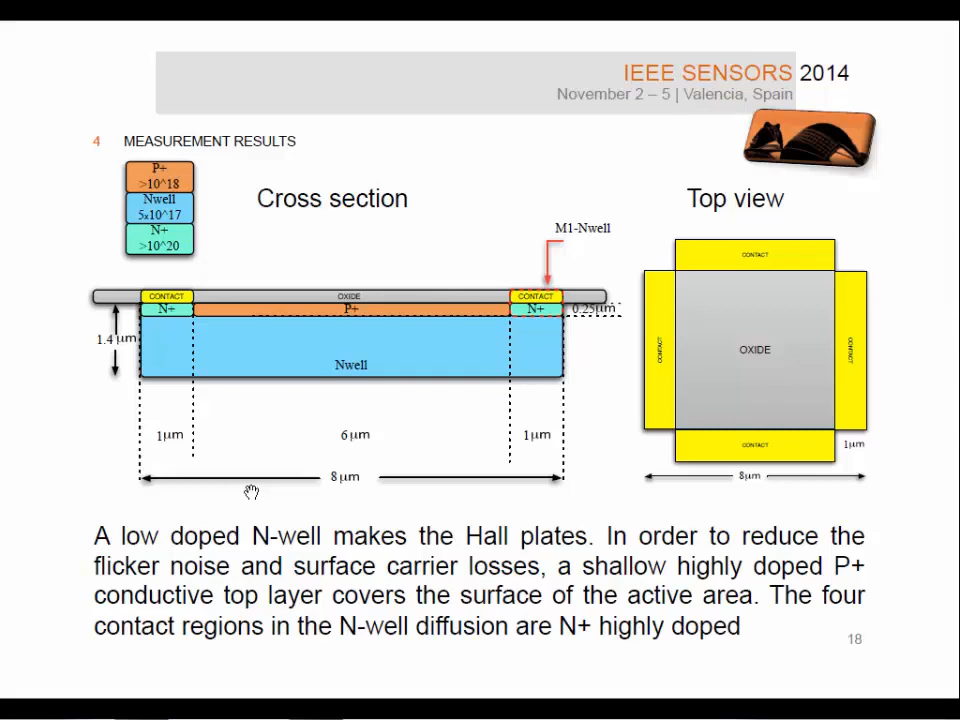 IEEE SENSORS 2014
November 2 – 5 | Valencia, Spain
4 MEASUREMENT RESULTS
P+
>10^18
Nwell
5x10^17
N+
>10^20
Cross section
Top view
M1-Nwell
CONTACT OXIDE CONTACT
N+ P+ N+ 0.25µm
1.4 µm
Nwell
1µm 6 µm 1µm
8 µm
CONTACT
CONTACT OXIDE CONTACT
CONTACT 1µm
8µm
A low doped N-well makes the Hall plates. In order to reduce the
flicker noise and surface carrier losses, a shallow highly doped P+
conductive top layer covers the surface of the active area. The four
contact regions in the N-well diffusion are N+ highly doped
18